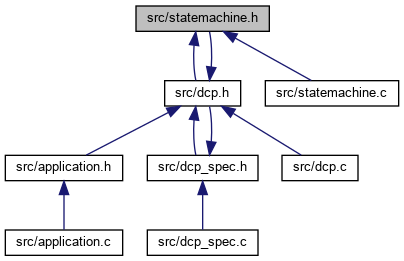 src/statemachine.h
src/dcp.h
src/statemachine.c
src/application.h
src/dcp_spec.h
src/dcp.c
src/application.c
src/dcp_spec.c